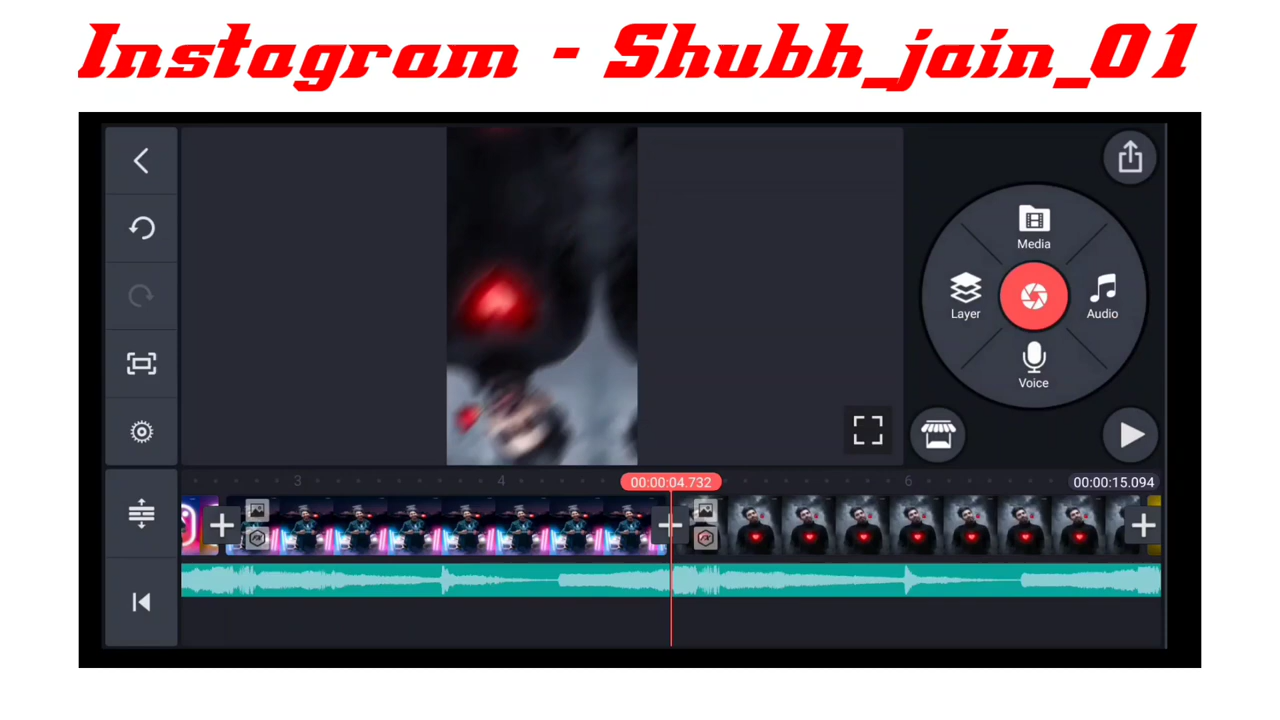 Instagram - Shubh_jain_01
Media
Layer
Audio
Voice
3
4
00:00:04.732
6
00:00:15.094